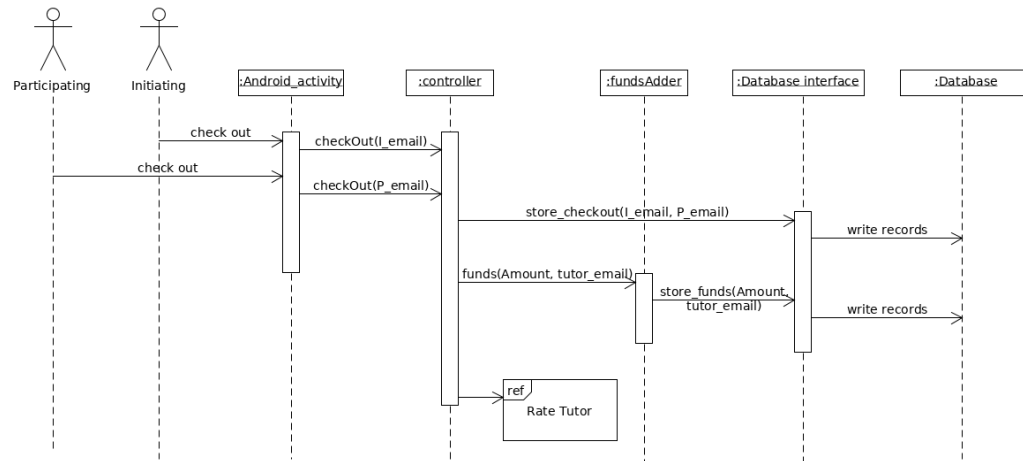 Participating
Initiating
:Android_activity
:controller
:fundsAdder
:Database interface
:Database
check out
checkOut(I_email)
check out
checkOut(P_email)
store_checkout(I_email, P_email)
write records
funds(Amount, tutor_email)
store_funds(Amount,
tutor_email)
write records
ref
Rate Tutor